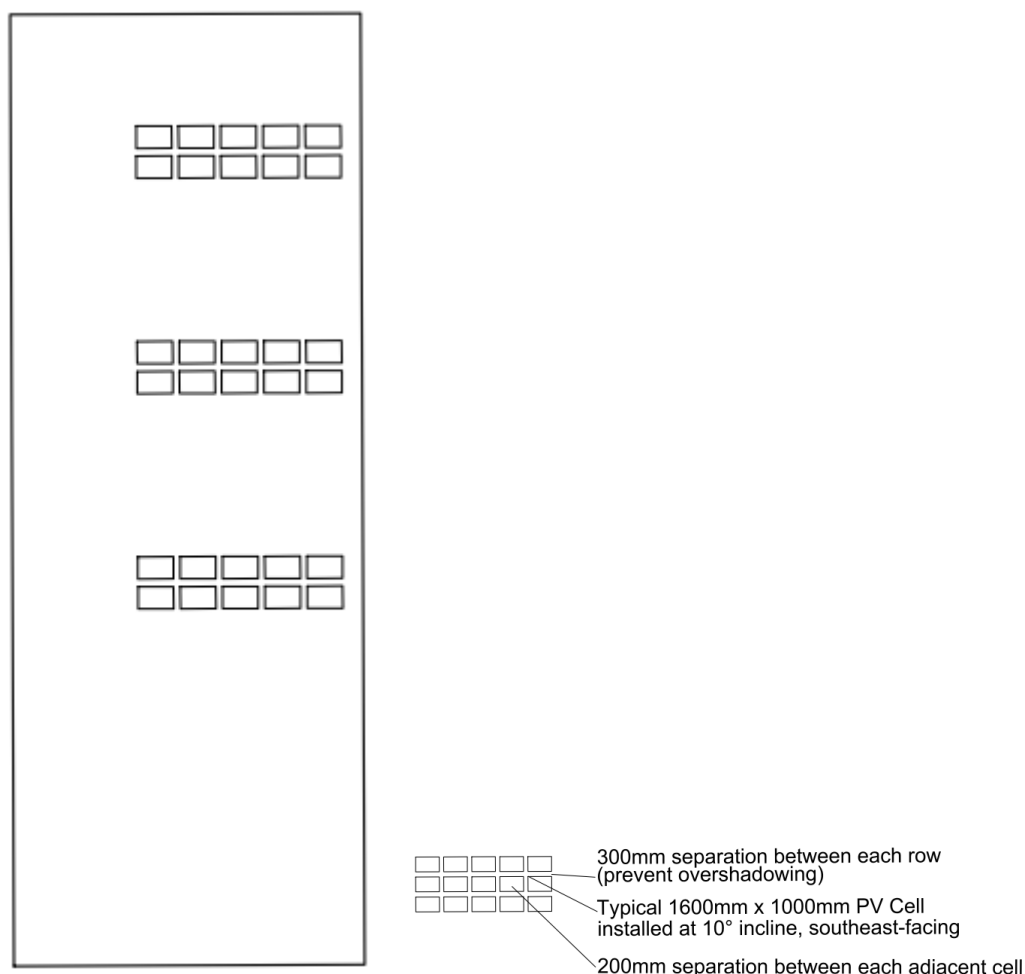 300mm separation between each row
(prevent overshadowing)
Typical 1600mm x 1000mm PV Cell
installed at 10° incline, southeast-facing
200mm separation between each adjacent cell